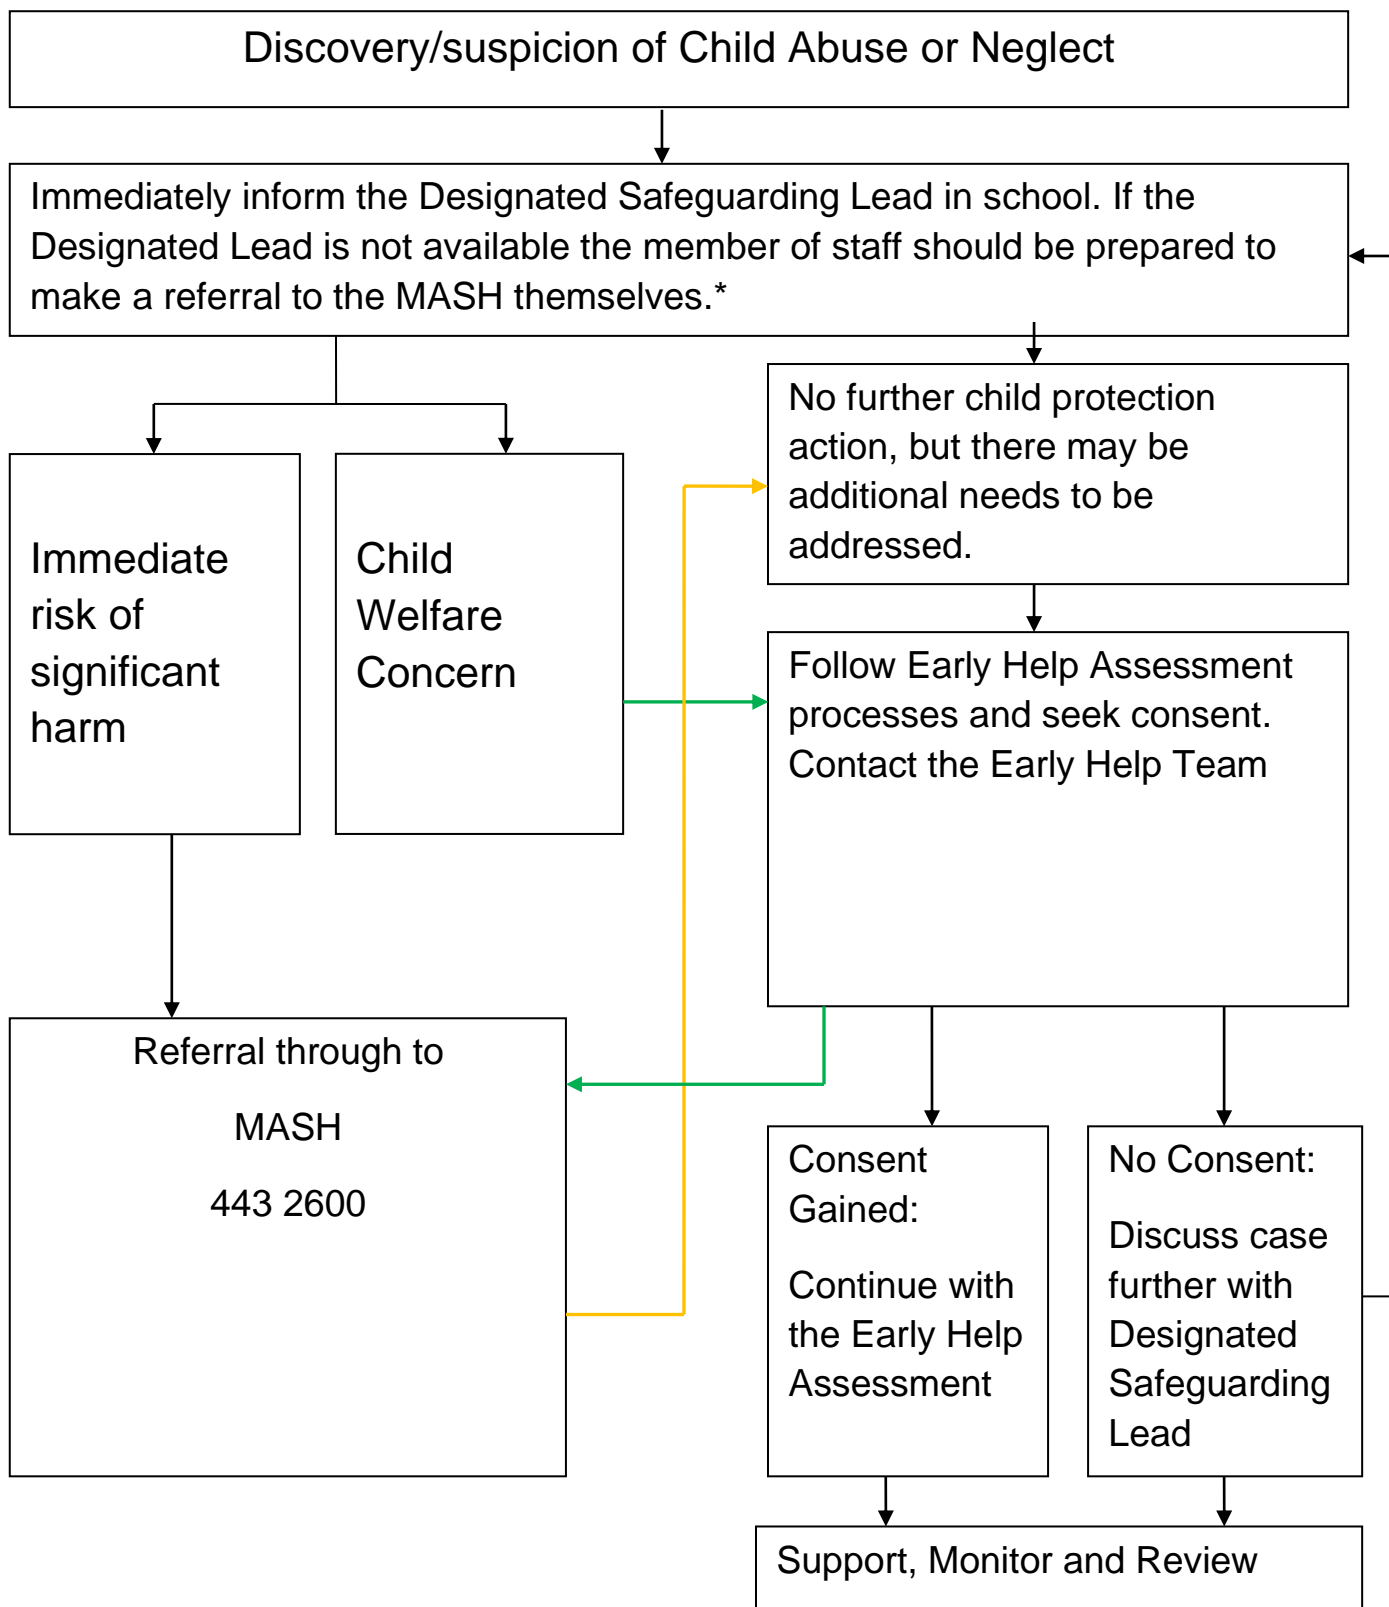 Discovery/suspicion of Child Abuse or Neglect
Immediately inform the Designated Safeguarding Lead in school. If the
Designated Lead is not available the member of staff should be prepared to
make a referral to the MASH themselves.*
No further child protection
action, but there may be
additional needs to be
addressed.
Immediate
risk of
significant
harm
Child
Welfare
Concern
Follow Early Help Assessment
processes and seek consent.
Contact the Early Help Team
Referral through to
MASH
443 2600
Consent
Gained:
Continue with
the Early Help
Assessment
No Consent:
Discuss case
further with
Designated
Safeguarding
Lead
Support, Monitor and Review